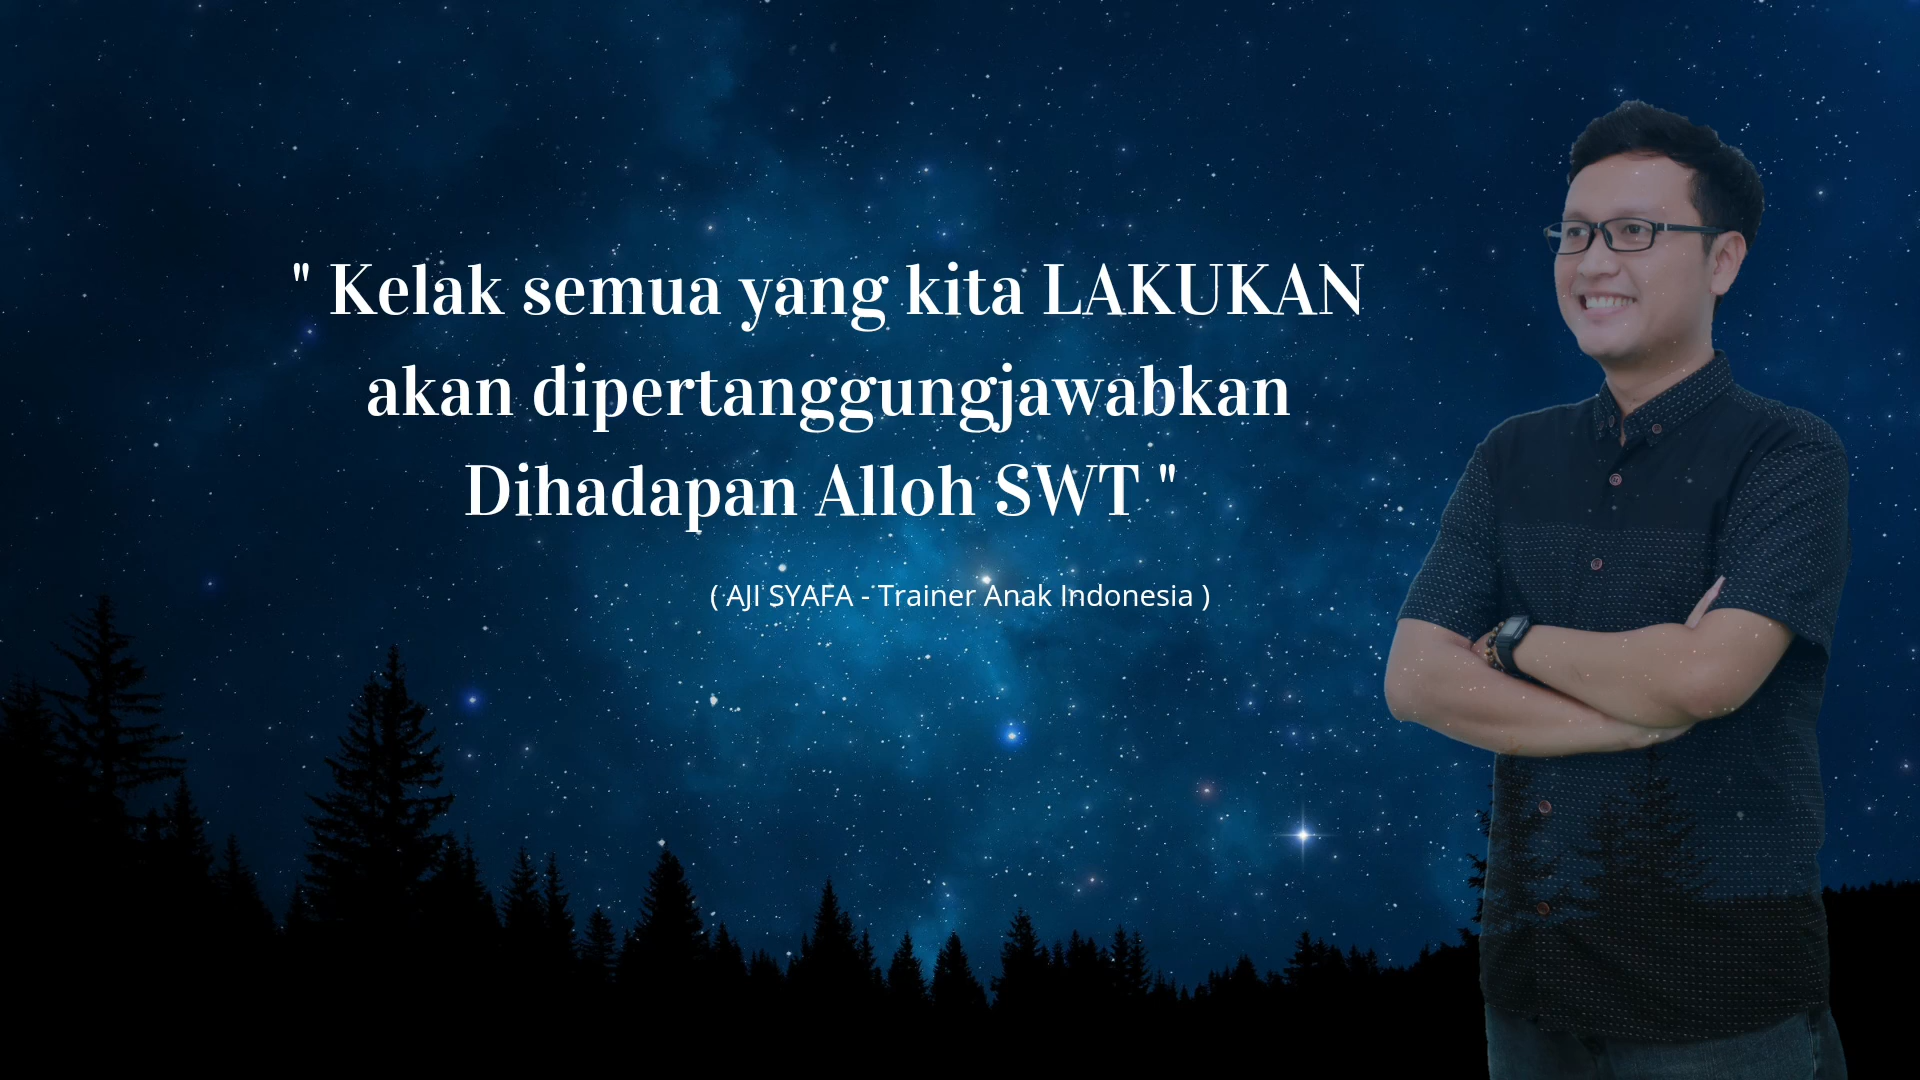 " Kelak semua yang kita LAKUKAN
akan dipertanggungjawabkan
Dihadapan Alloh SWT "
( AJI SYAFA - Trainer Anak Indonesia )